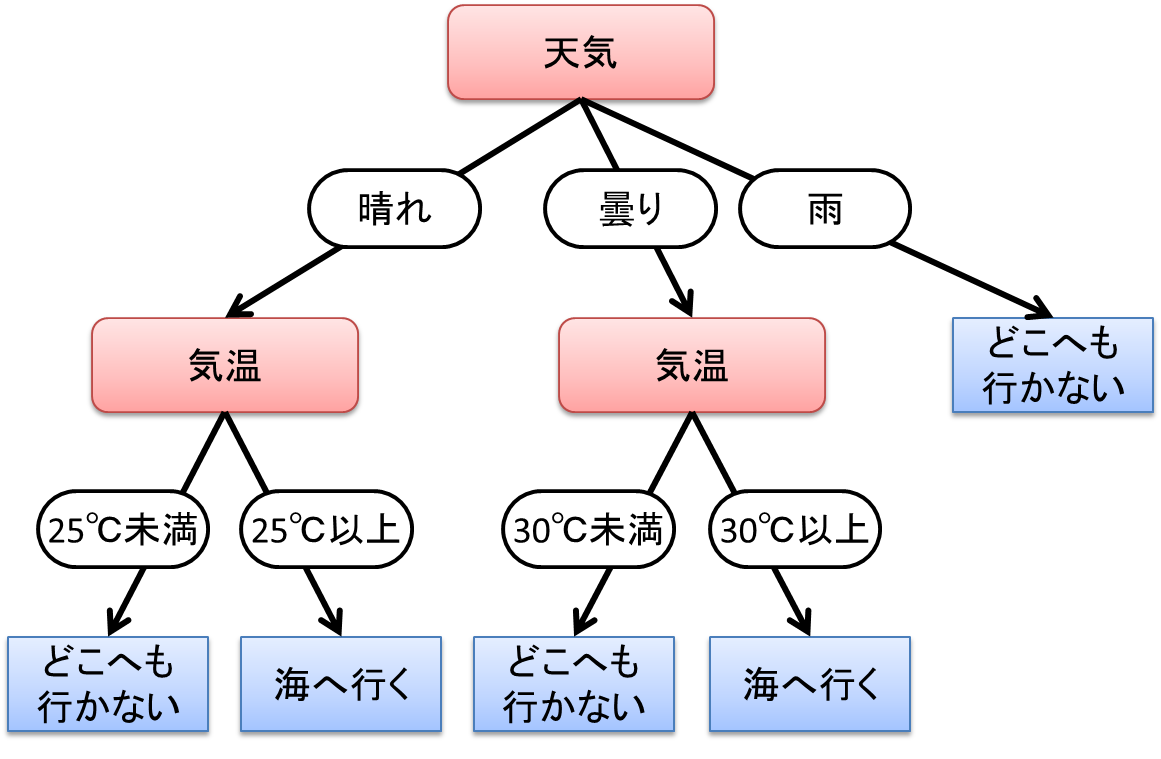 天気
晴れ
曇り
雨
気温
気温
どこへも
行かない
25℃未満
25℃以上
30℃未満
30℃以上
どこへも
行かない
海へ行く
どこへも
行かない
海へ行く